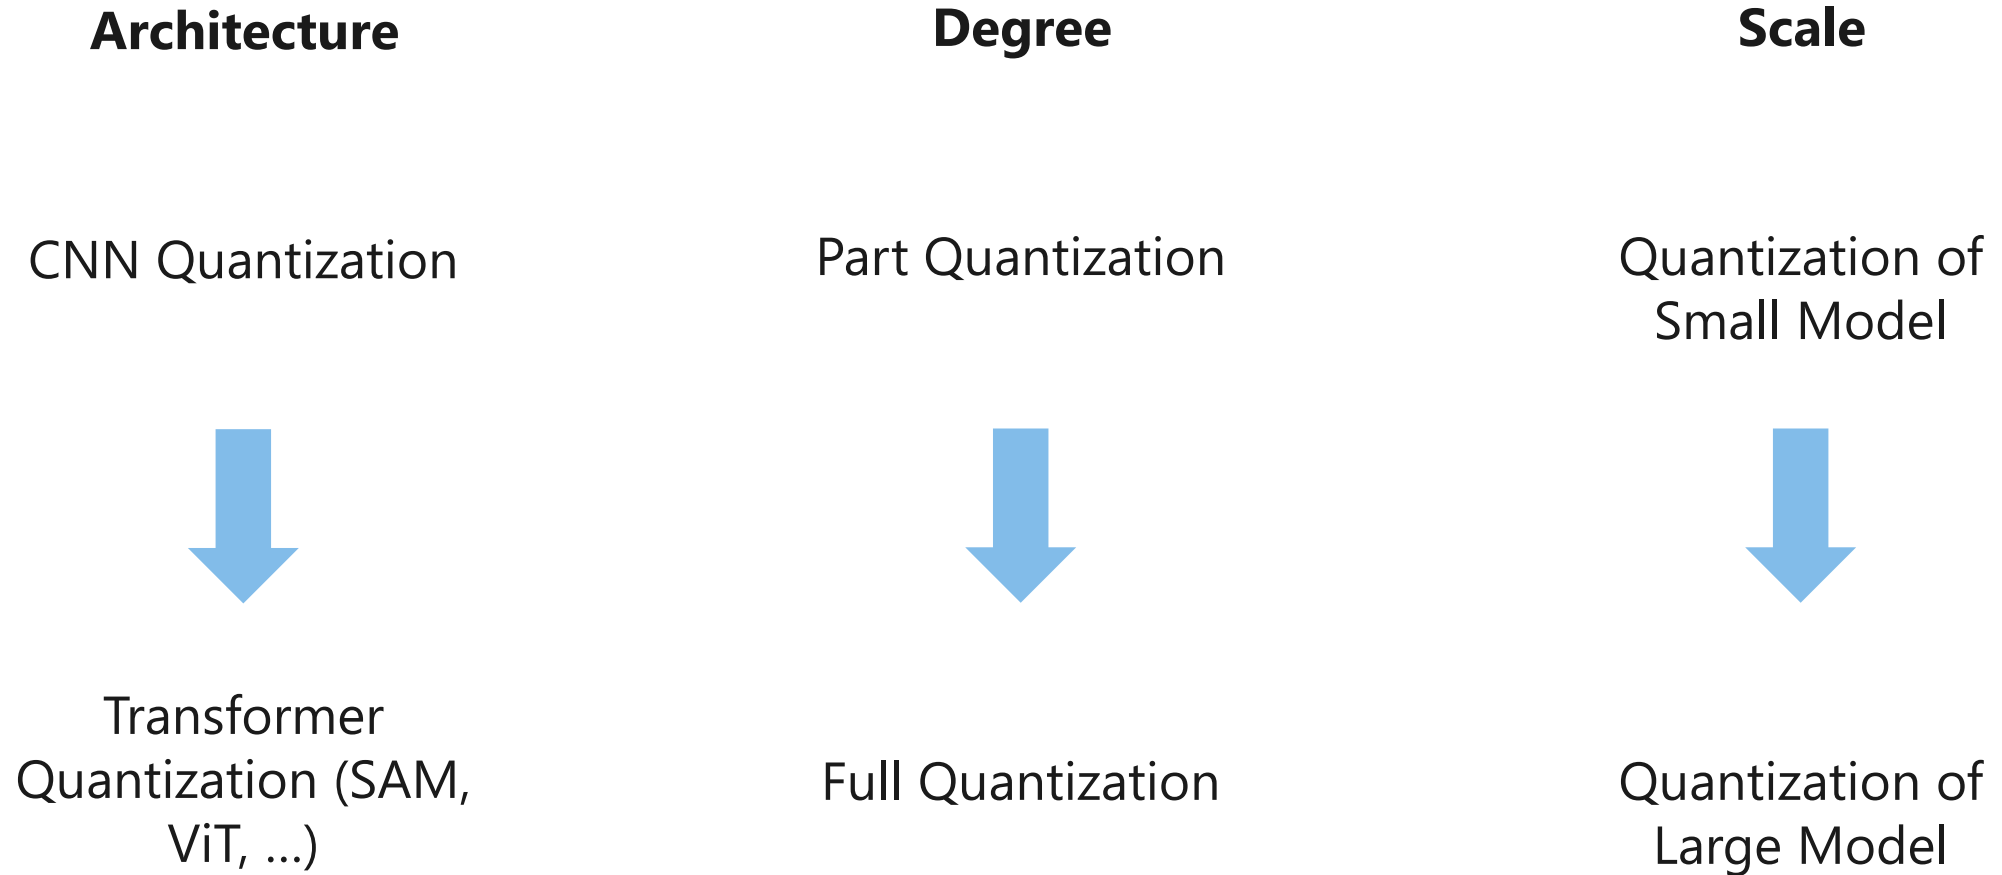 Architecture
Degree
Scale
CNN Quantization
Part Quantization
Quantization of
Small Model
Transformer
Quantization (SAM,
ViT, ...)
Full Quantization
Quantization of
Large Model